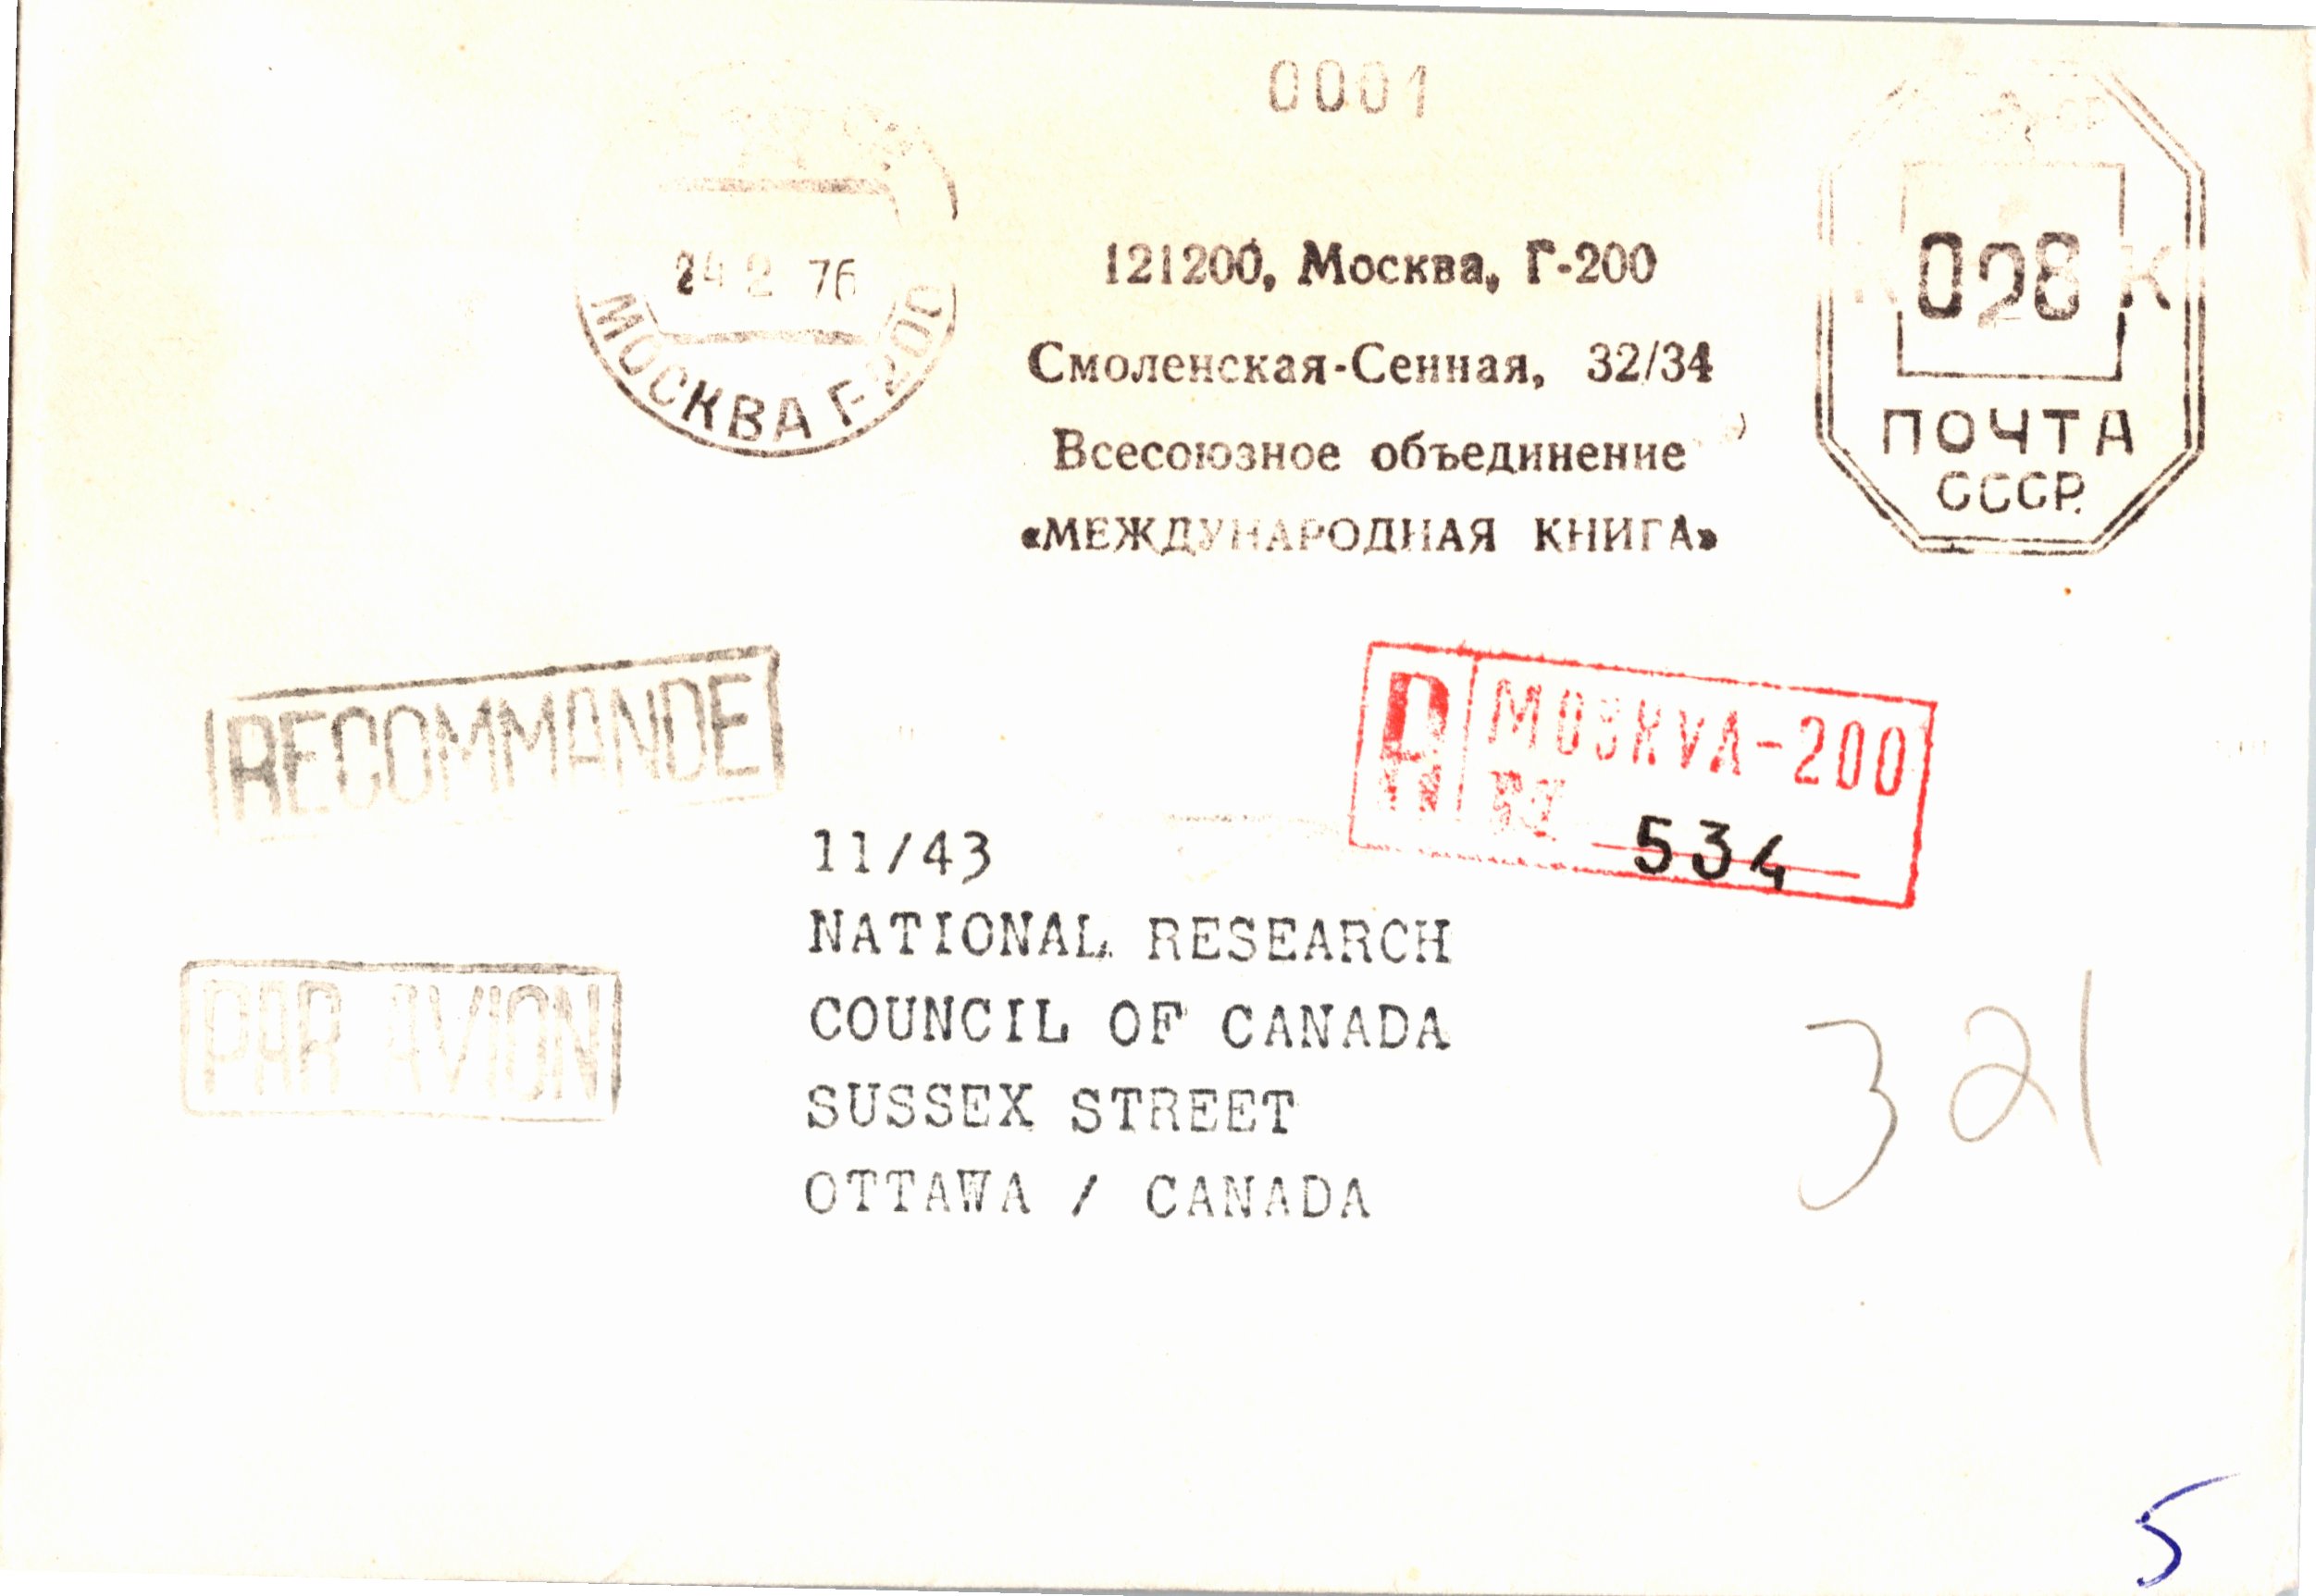 0001
24 2 76
МОСКВА Г-200
121200, Москва, Г-200
Смоленская-Сенная, 32/34
Всесоюзное объединение
«МЕЖДУНАРОДНАЯ КНИГА»
028 К
ПОЧТА
СССР
RECOMMANDE
R MOSKVA-200
534
PAR AVION
11/43
NATIONAL RESEARCH
COUNCIL OF CANADA
SUSSEX STREET
OTTAWA / CANADA
321
5